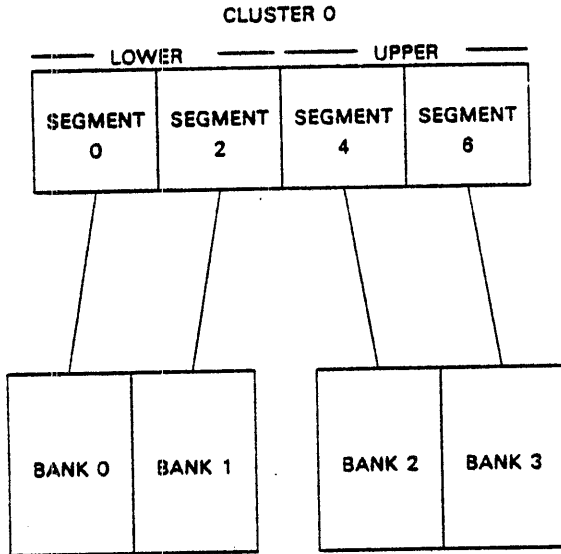 CLUSTER 0
LOWER UPPER
SEGMENT SEGMENT SEGMENT SEGMENT
0 2 4 6
BANK 0 BANK 1 BANK 2 BANK 3